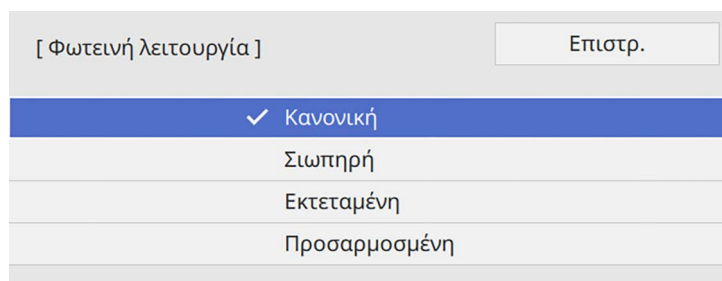 [ Φωτεινή λειτουργία ]
Επιστρ.
Κανονική
Σιωπηρή
Εκτεταμένη
Προσαρμοσμένη